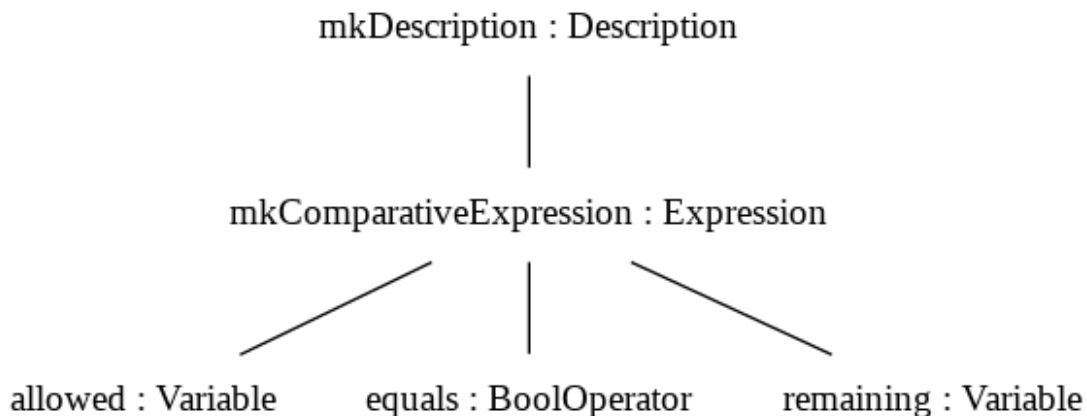 mkDescription : Description
mkComparativeExpression : Expression
allowed : Variable equals : BoolOperator remaining : Variable